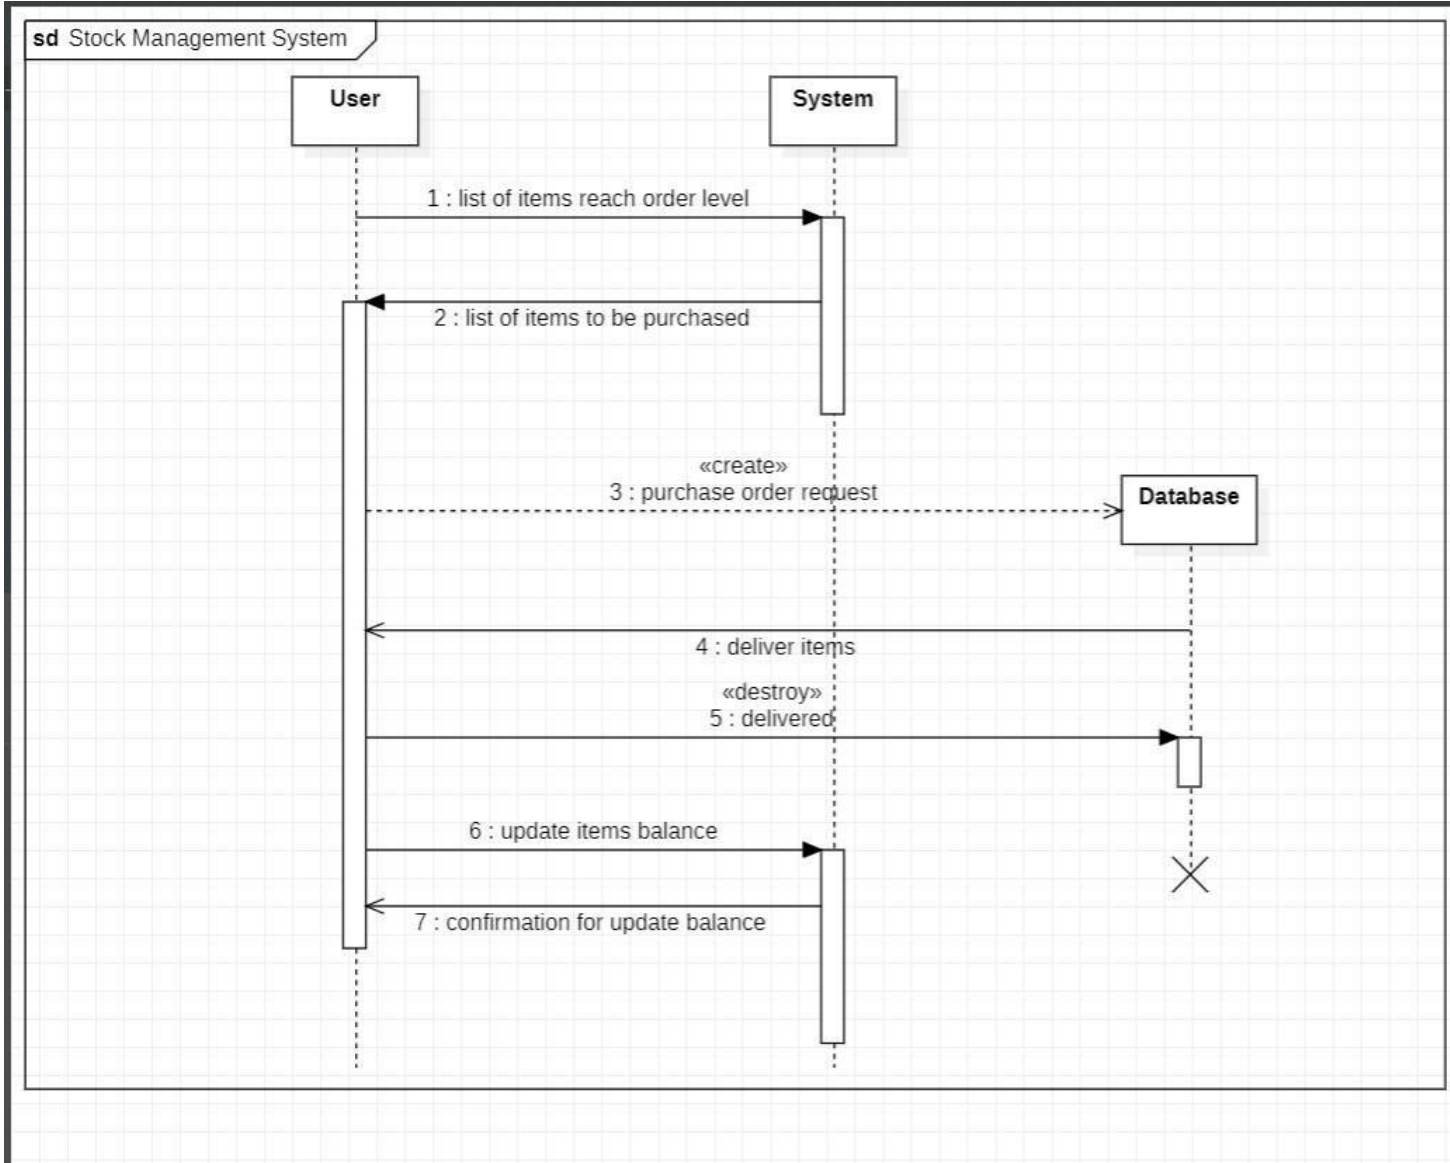 sd Stock Management System
User
System
1 : list of items reach order level
2 : list of items to be purchased
«create»
3 : purchase order request
Database
4 : deliver items
«destroy»
5 : delivered
6 : update items balance
7 : confirmation for update balance